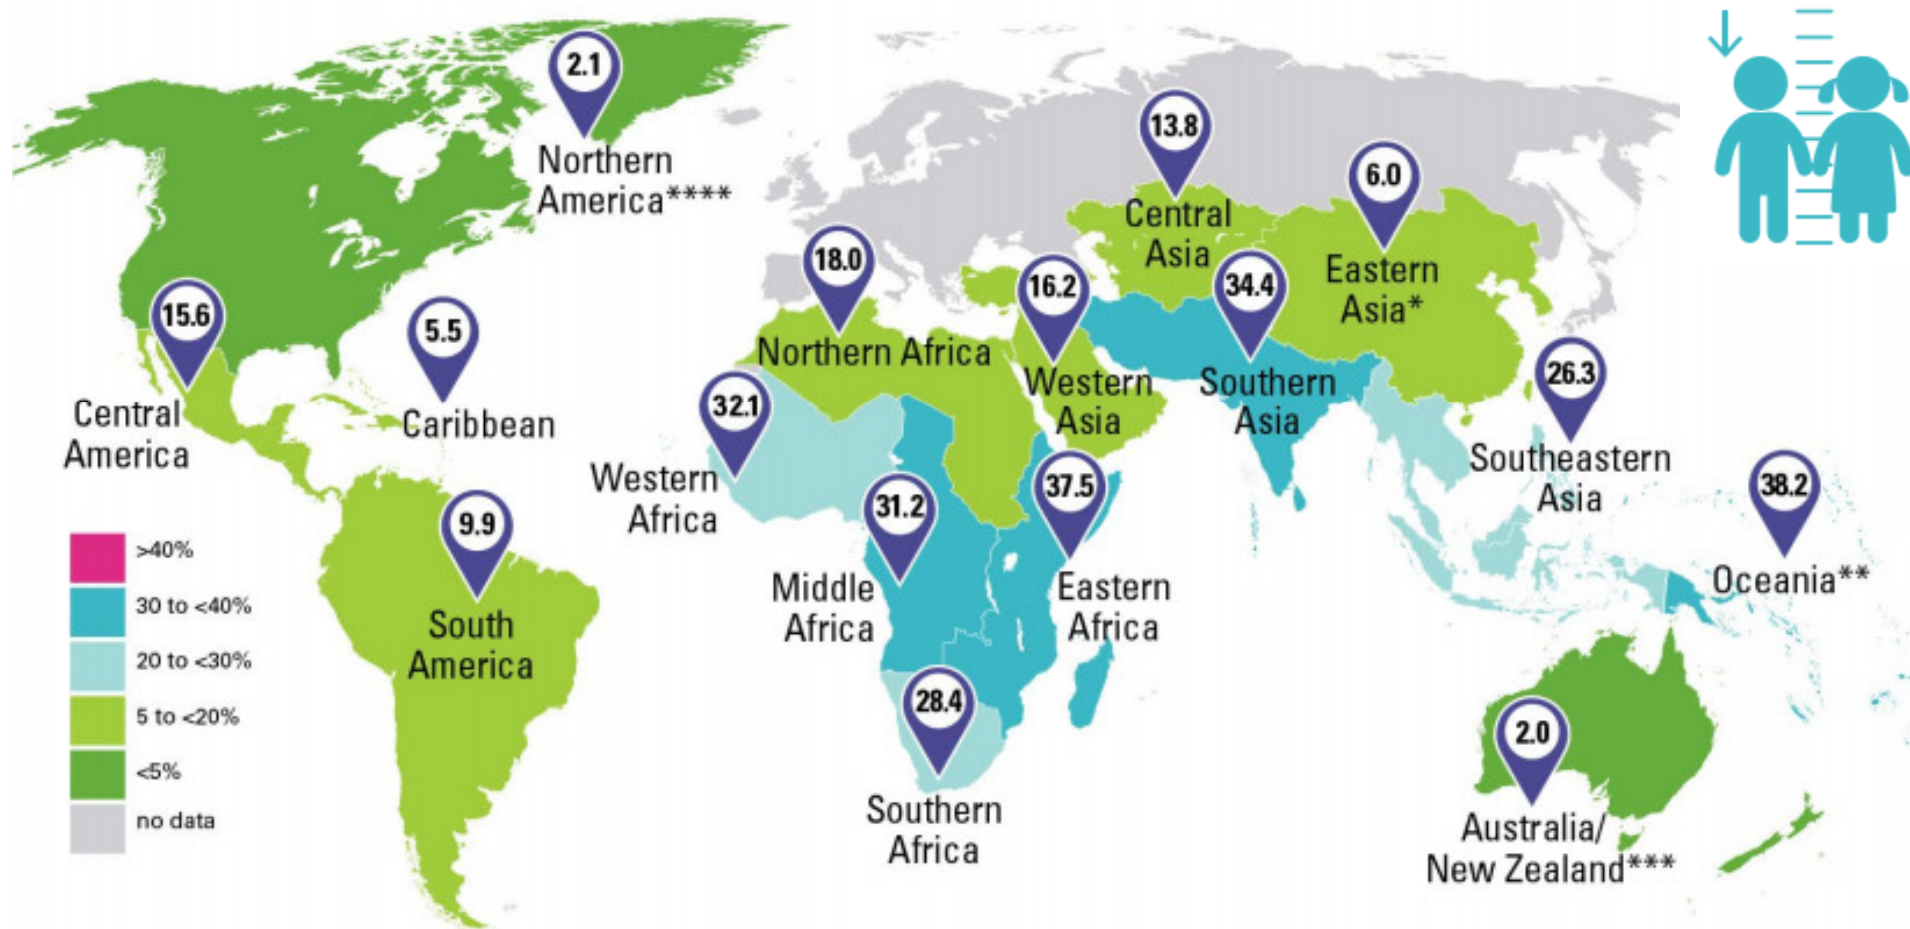 2.1
Northern
America****
13.8
Central
Asia
6.0
Eastern
Asia*
18.0
Northern Africa
16.2
Western
Asia
34.4
Southern
Asia
15.6
Central
America
5.5
Caribbean
32.1
Western
Africa
26.3
Southeastern
Asia
9.9
South
America
31.2
Middle
Africa
37.5
Eastern
Africa
38.2
Oceania**
28.4
Southern
Africa
2.0
Australia/
New Zealand***
>40%
30 to <40%
20 to <30%
5 to <20%
<5%
no data